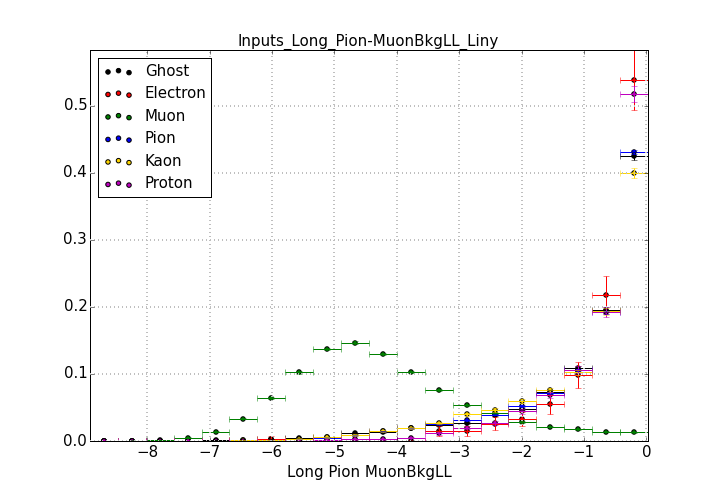 Inputs_Long_Pion-MuonBkgLL_Liny
Ghost
Electron
Muon
Pion
Kaon
Proton
0.5
0.4
0.3
0.2
0.1
0.0
−8 −7 −6 −5 −4 −3 −2 −1 0
Long Pion MuonBkgLL